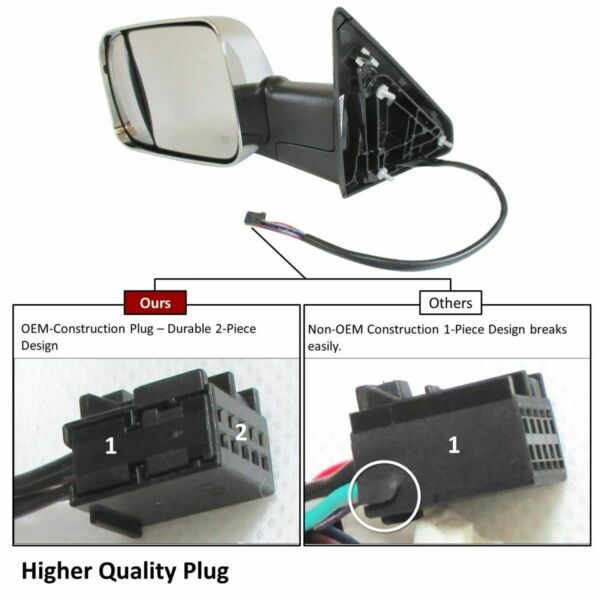 Ours
OEM-Construction Plug – Durable 2-Piece
Design
1
2
Others
Non-OEM Construction 1-Piece Design breaks
easily.
1
Higher Quality Plug